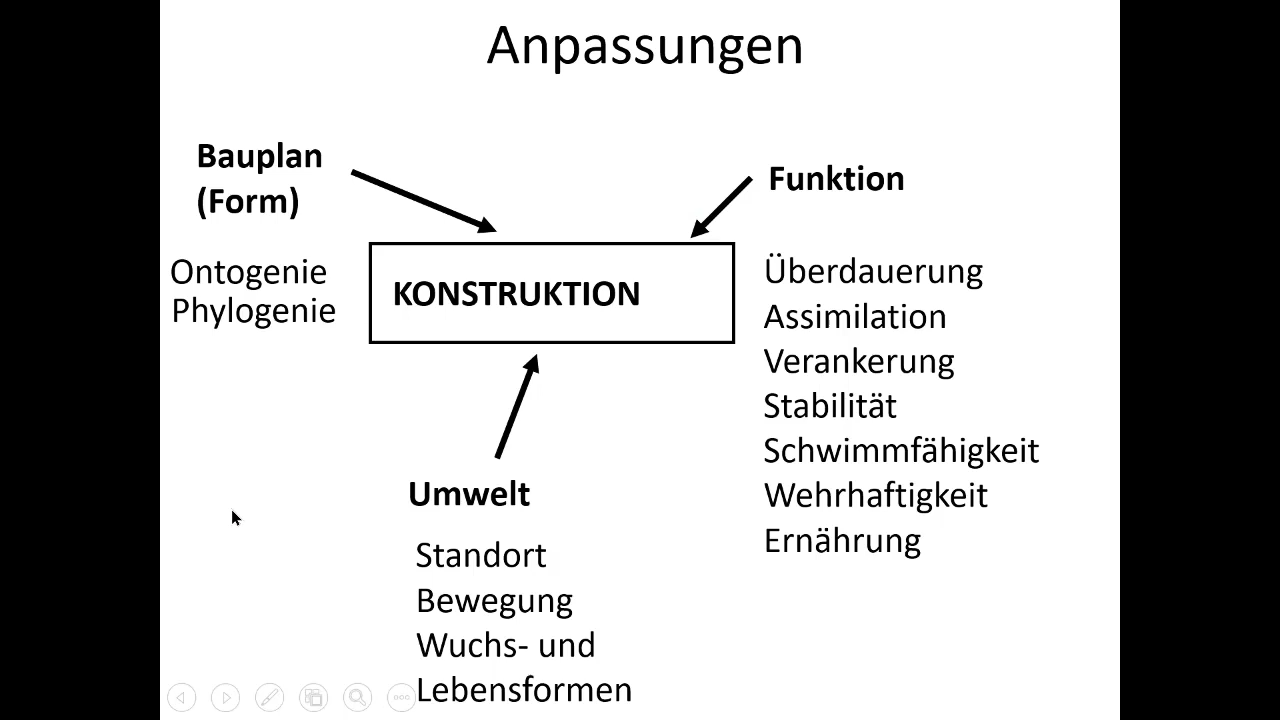 Anpassungen
Bauplan
(Form)
Ontogenie
Phylogenie
KONSTRUKTION
Funktion
Überdauerung
Assimilation
Verankerung
Stabilität
Schwimmfähigkeit
Wehrhaftigkeit
Ernährung
Umwelt
Standort
Bewegung
Wuchs- und
Lebensformen